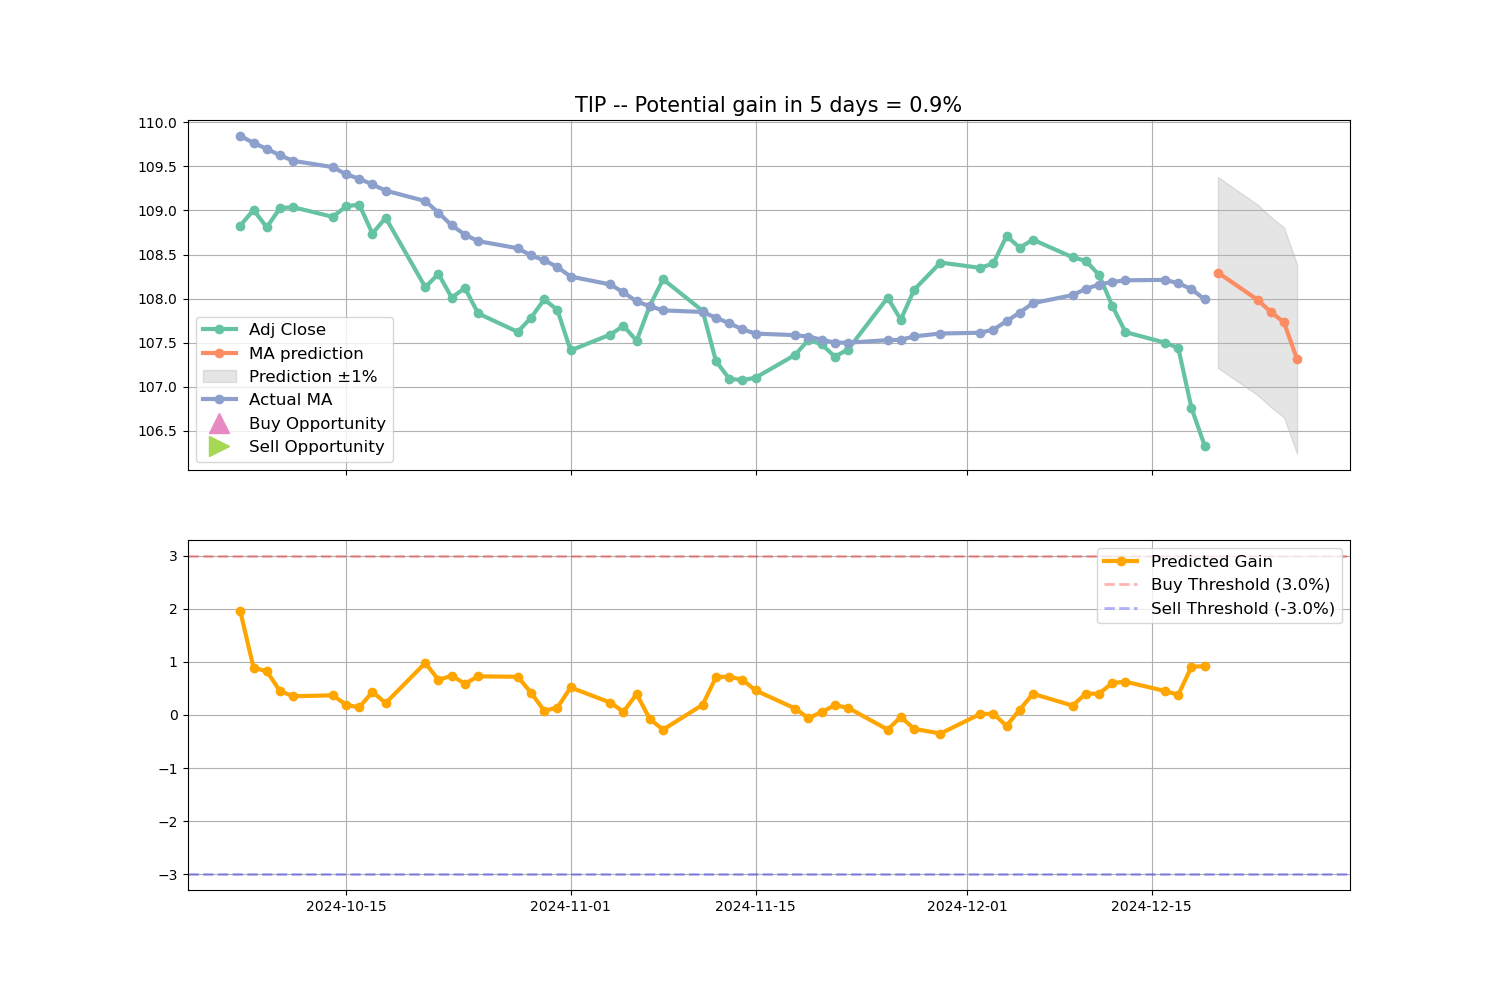 TIP -- Potential gain in 5 days = 0.9%
110.0
109.5
109.0
108.5
108.0
107.5
107.0
106.5
Adj Close
MA prediction
Prediction ±1%
Actual MA
Buy Opportunity
Sell Opportunity
3
2
1
0
−1
−2
−3
Predicted Gain
Buy Threshold (3.0%)
Sell Threshold (-3.0%)
2024-10-15 2024-11-01 2024-11-15 2024-12-01 2024-12-15